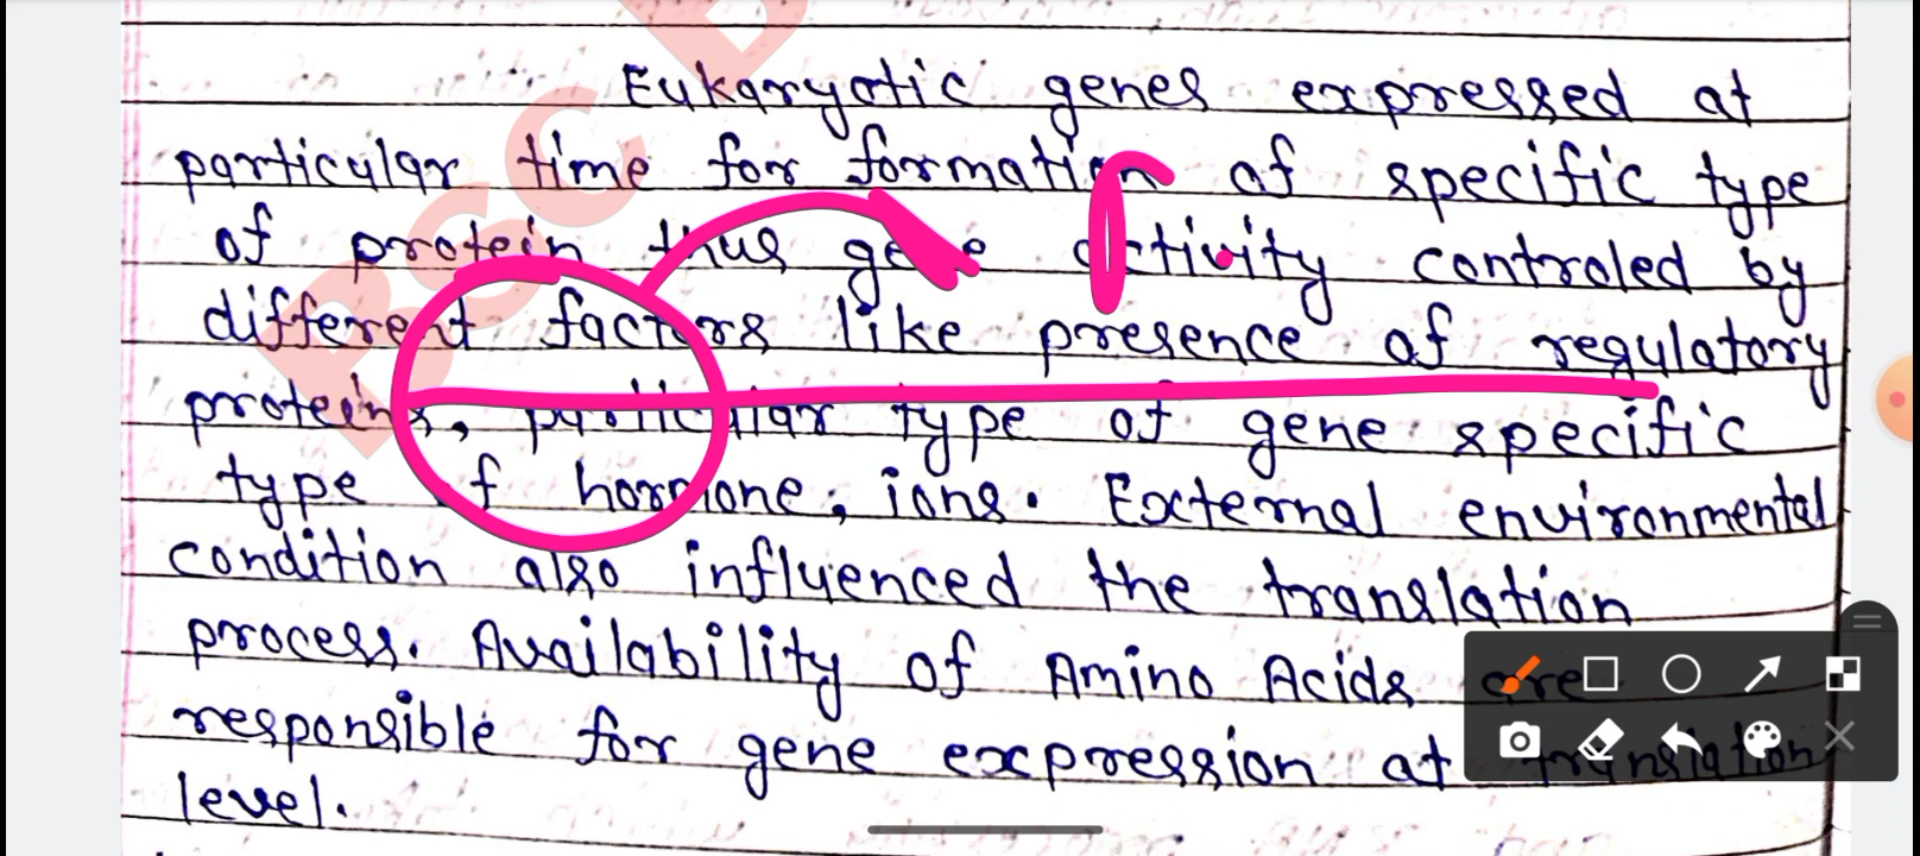 BSC B
Eukaryotic genes expressed at
particular time for formation of specific type
of protein thus gene activity controled by
different factors like presence of regulatory
proteins, particular type of gene specific
type of hormone, ions. External environmental
condition also influenced the translation
process. Availability of Amino Acids are
responsible for gene expression at translation
level.